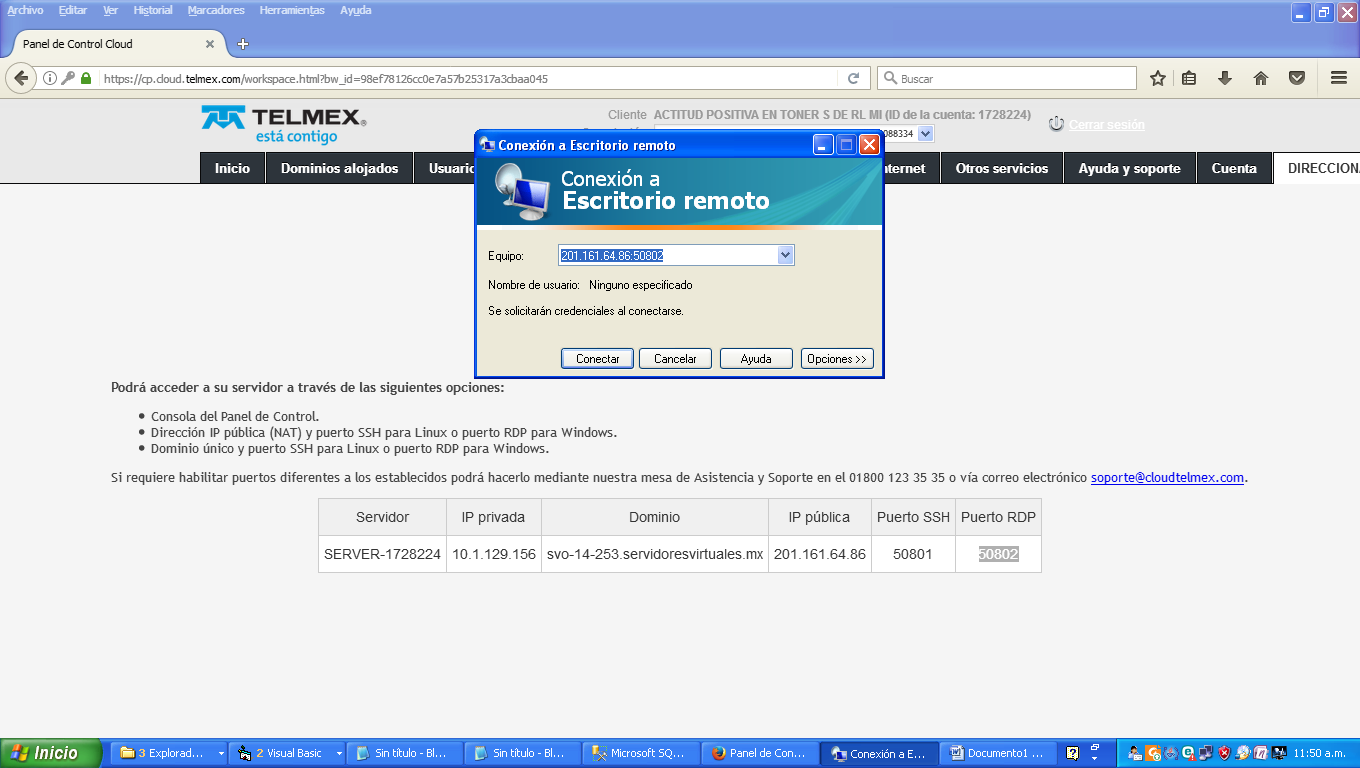 Archivo Editar Ver Historial Marcadores Herramientas Ayuda
Panel de Control Cloud
https://cp.cloud.telmex.com/workspace.html?bw_id=98ef78126cc0e7a57b25317a3cbaa045
Buscar
TELMEX®
está contigo
Cliente ACTITUD POSITIVA EN TONER S DE RL MI (ID de la cuenta: 1728224)
088334
Cerrar sesión
Inicio Dominios alojados Usuario ternet Otros servicios Ayuda y soporte Cuenta DIRECCIONA
Conexión a Escritorio remoto
Conexión a
Escritorio remoto
Equipo: 201.161.64.86:50802
Nombre de usuario: Ninguno especificado
Se solicitarán credenciales al conectarse.
Conectar Cancelar Ayuda Opciones >>
Podrá acceder a su servidor a través de las siguientes opciones:
• Consola del Panel de Control.
• Dirección IP pública (NAT) y puerto SSH para Linux o puerto RDP para Windows.
• Dominio único y puerto SSH para Linux o puerto RDP para Windows.
Si requiere habilitar puertos diferentes a los establecidos podrá hacerlo mediante nuestra mesa de Asistencia y Soporte en el 01800 123 35 35 o vía correo electrónico soporte@cloudtelmex.com.
Servidor IP privada Dominio IP pública Puerto SSH Puerto RDP
SERVER-1728224 10.1.129.156 svo-14-253.servidoresvirtuales.mx 201.161.64.86 50801 50802
Inicio 3 Explorad... 2 Visual Basic Sin título - Bl... Sin título - Bl... Microsoft SQ... Panel de Con... Conexión a E... Documento1 ... 11:50 a.m.